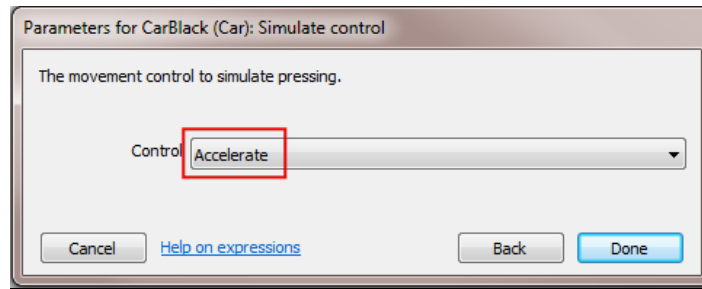 Parameters for CarBlack (Car): Simulate control
The movement control to simulate pressing.
Control Accelerate
Cancel Help on expressions Back Done